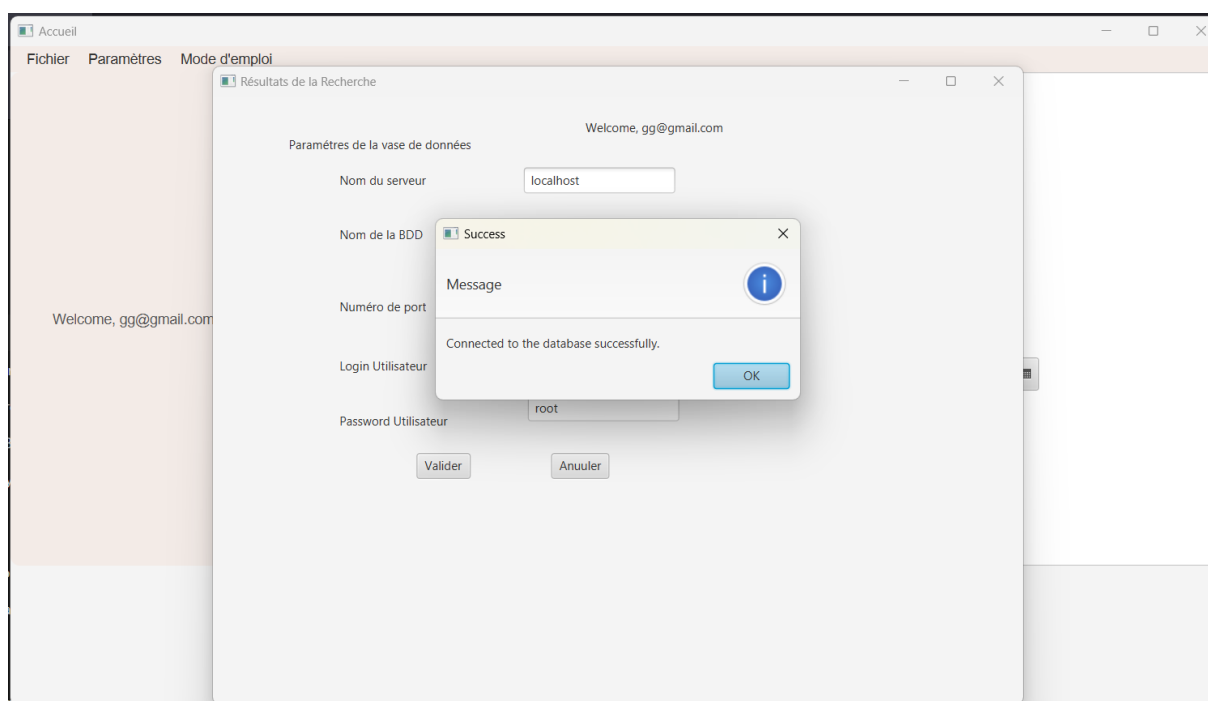 Accueil
Fichier Paramètres Mode d'emploi
Résultats de la Recherche
Welcome, gg@gmail.com
Paramétres de la vase de données
Nom du serveur localhost
Nom de la BDD
Success
Message
Numéro de port
Welcome, gg@gmail.com
Connected to the database successfully.
Login Utilisateur
OK
root
Password Utilisateur
Valider Anuuler